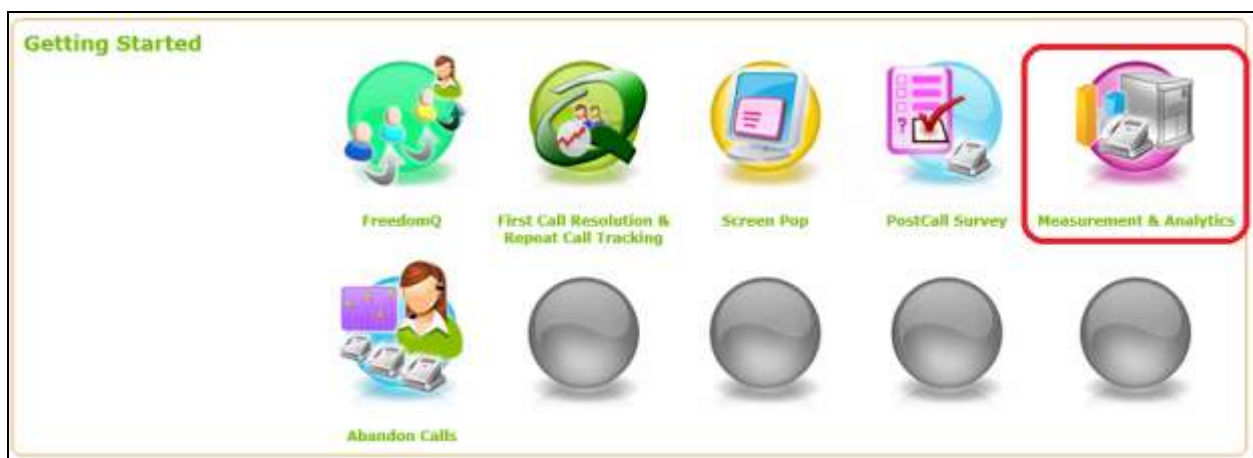 Getting Started
FreedomQ
First Call Resolution &
Repeat Call Tracking
Screen Pop
PostCall Survey
Measurement & Analytics
Abandon Calls